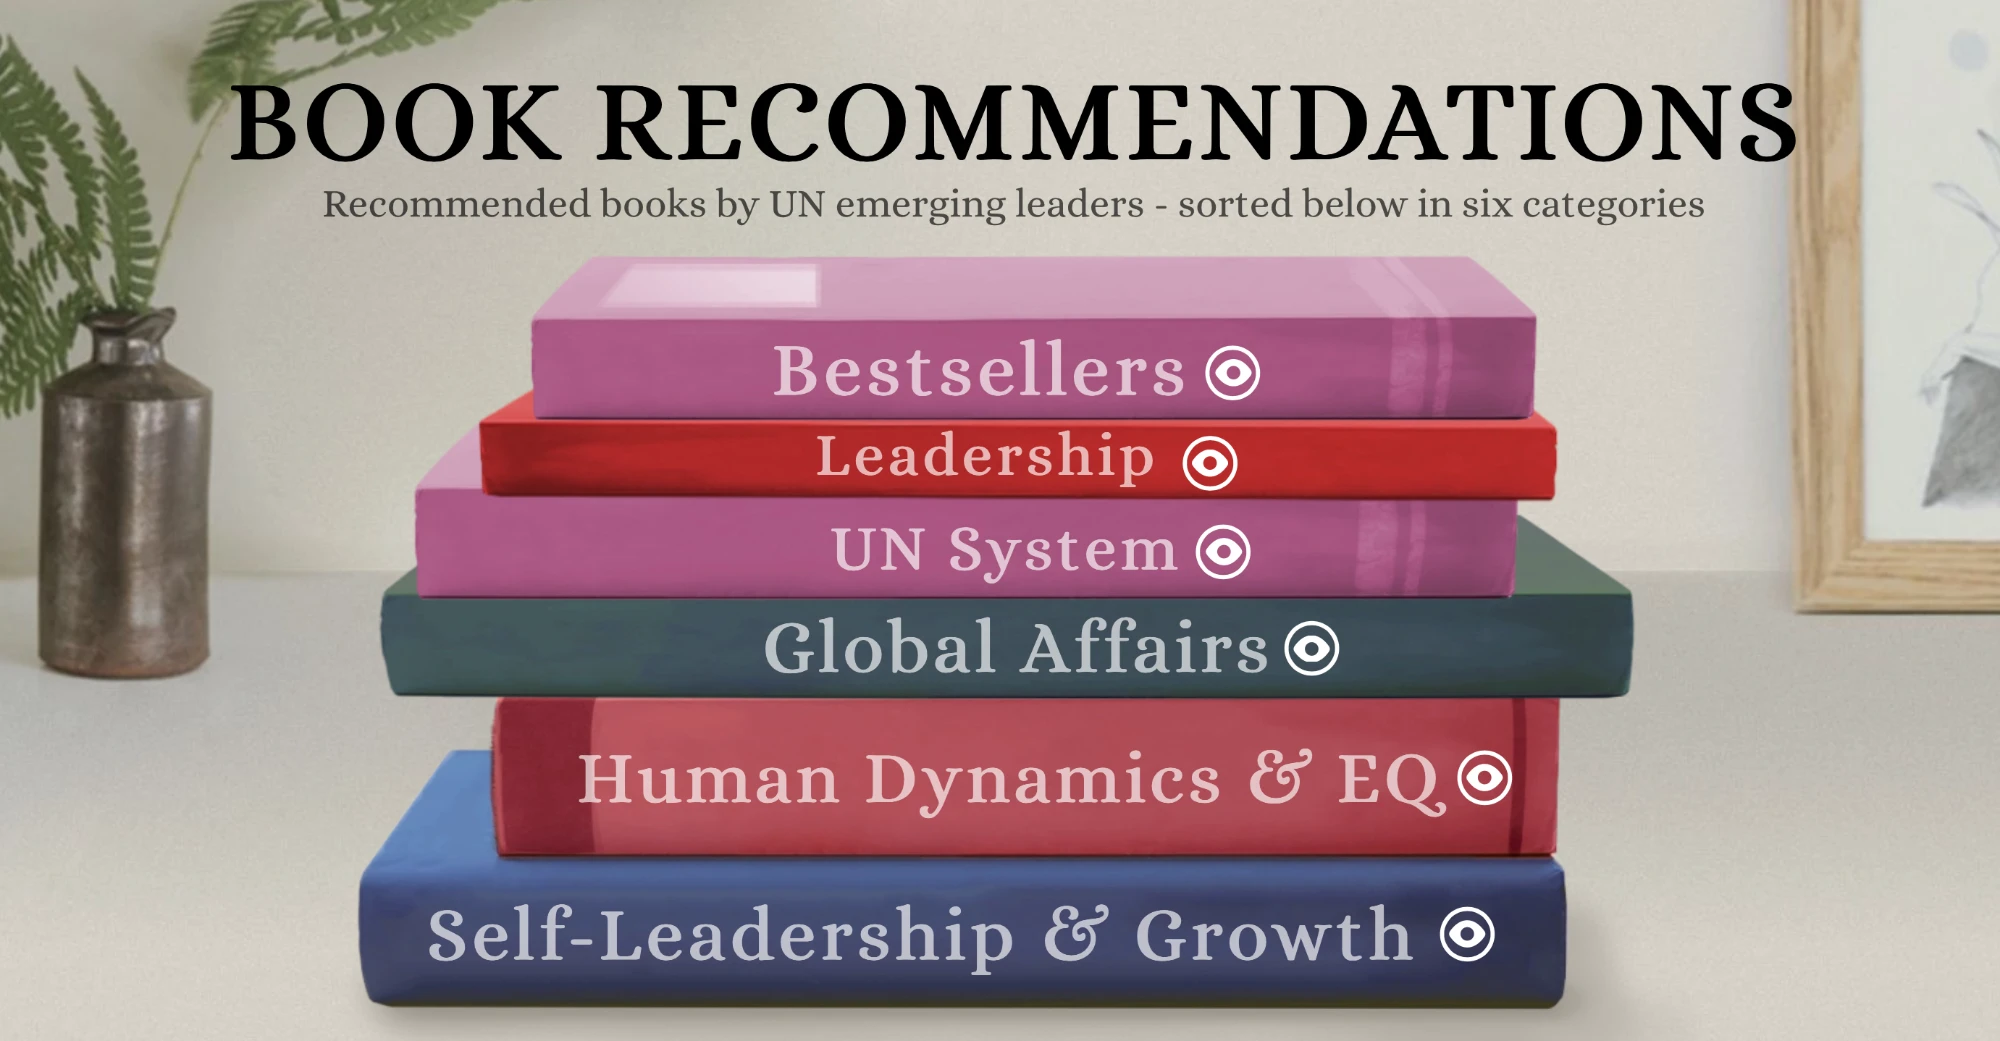 BOOK RECOMMENDATIONS
Recommended books by UN emerging leaders - sorted below in six categories
Bestsellers
Leadership
UN System
Global Affairs
Human Dynamics & EQ
Self-Leadership & Growth